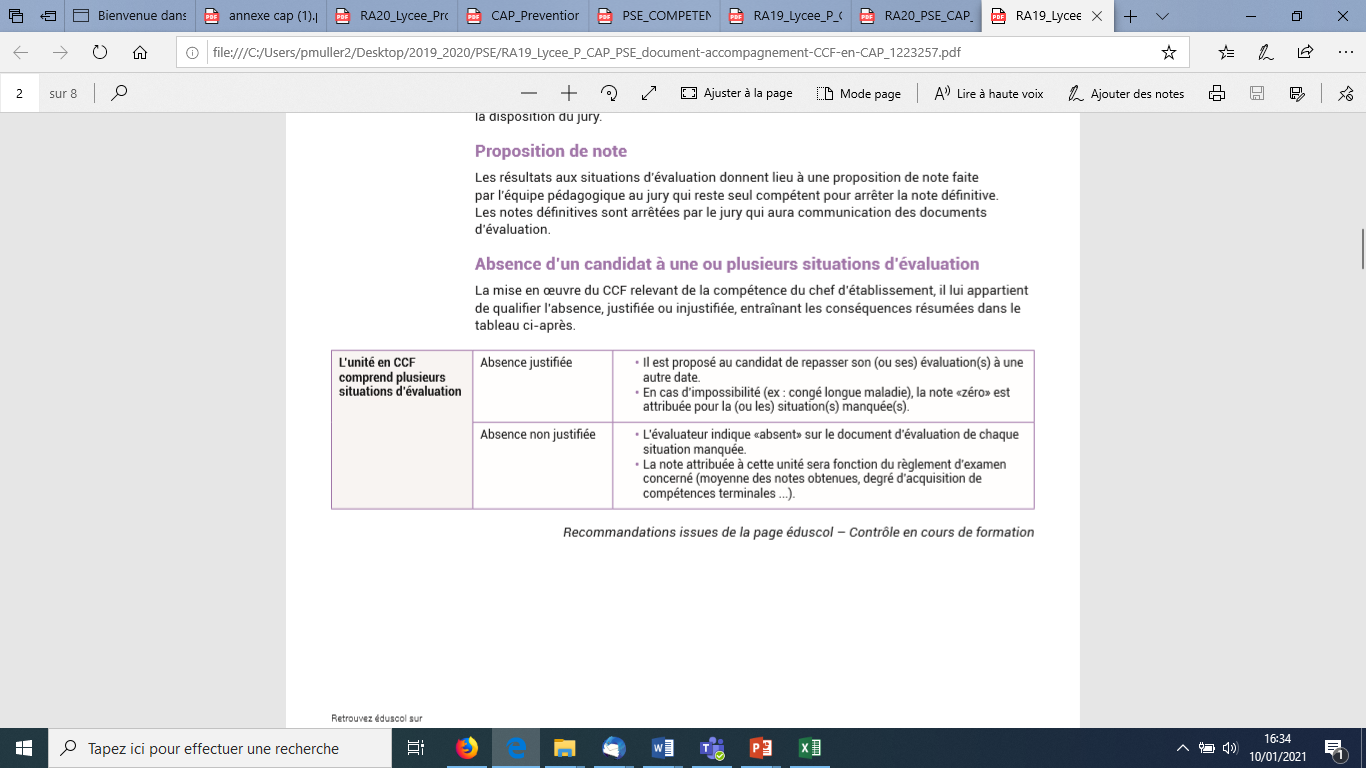 Bienvenue dans
annexe cap (1).p
RA20_Lycee_Pro
CAP_Prevention
PSE_COMPETEN
RA19_Lycee_P_C
RA20_PSE_CAP_
RA19_Lycee
file:///C:/Users/pmuller2/Desktop/2019_2020/PSE/RA19_Lycee_P_CAP_PSE_document-accompagnement-CCF-en-CAP_1223257.pdf
2 sur 8
Ajuster à la page
Mode page
Lire à haute voix
Ajouter des notes
la disposition du jury.
Proposition de note
Les résultats aux situations d'évaluation donnent lieu à une proposition de note faite
par l'équipe pédagogique au jury qui reste seul compétent pour arrêter la note définitive.
Les notes définitives sont arrêtées par le jury qui aura communication des documents
d'évaluation.
Absence d'un candidat à une ou plusieurs situations d'évaluation
La mise en œuvre du CCF relevant de la compétence du chef d'établissement, il lui appartient
de qualifier l'absence, justifiée ou injustifiée, entraînant les conséquences résumées dans le
tableau ci-après.
L'unité en CCF
comprend plusieurs
situations d'évaluation
Absence justifiée
• Il est proposé au candidat de repasser son (ou ses) évaluation(s) à une
autre date.
• En cas d'impossibilité (ex : congé longue maladie), la note «zéro» est
attribuée pour la (ou les) situation(s) manquée(s).
Absence non justifiée
• L'évaluateur indique «absent» sur le document d'évaluation de chaque
situation manquée.
• La note attribuée à cette unité sera fonction du règlement d'examen
concerné (moyenne des notes obtenues, degré d'acquisition de
compétences terminales ...).
Recommandations issues de la page éduscol – Contrôle en cours de formation
Retrouvez éduscol sur
Tapez ici pour effectuer une recherche
16:34
10/01/2021
1